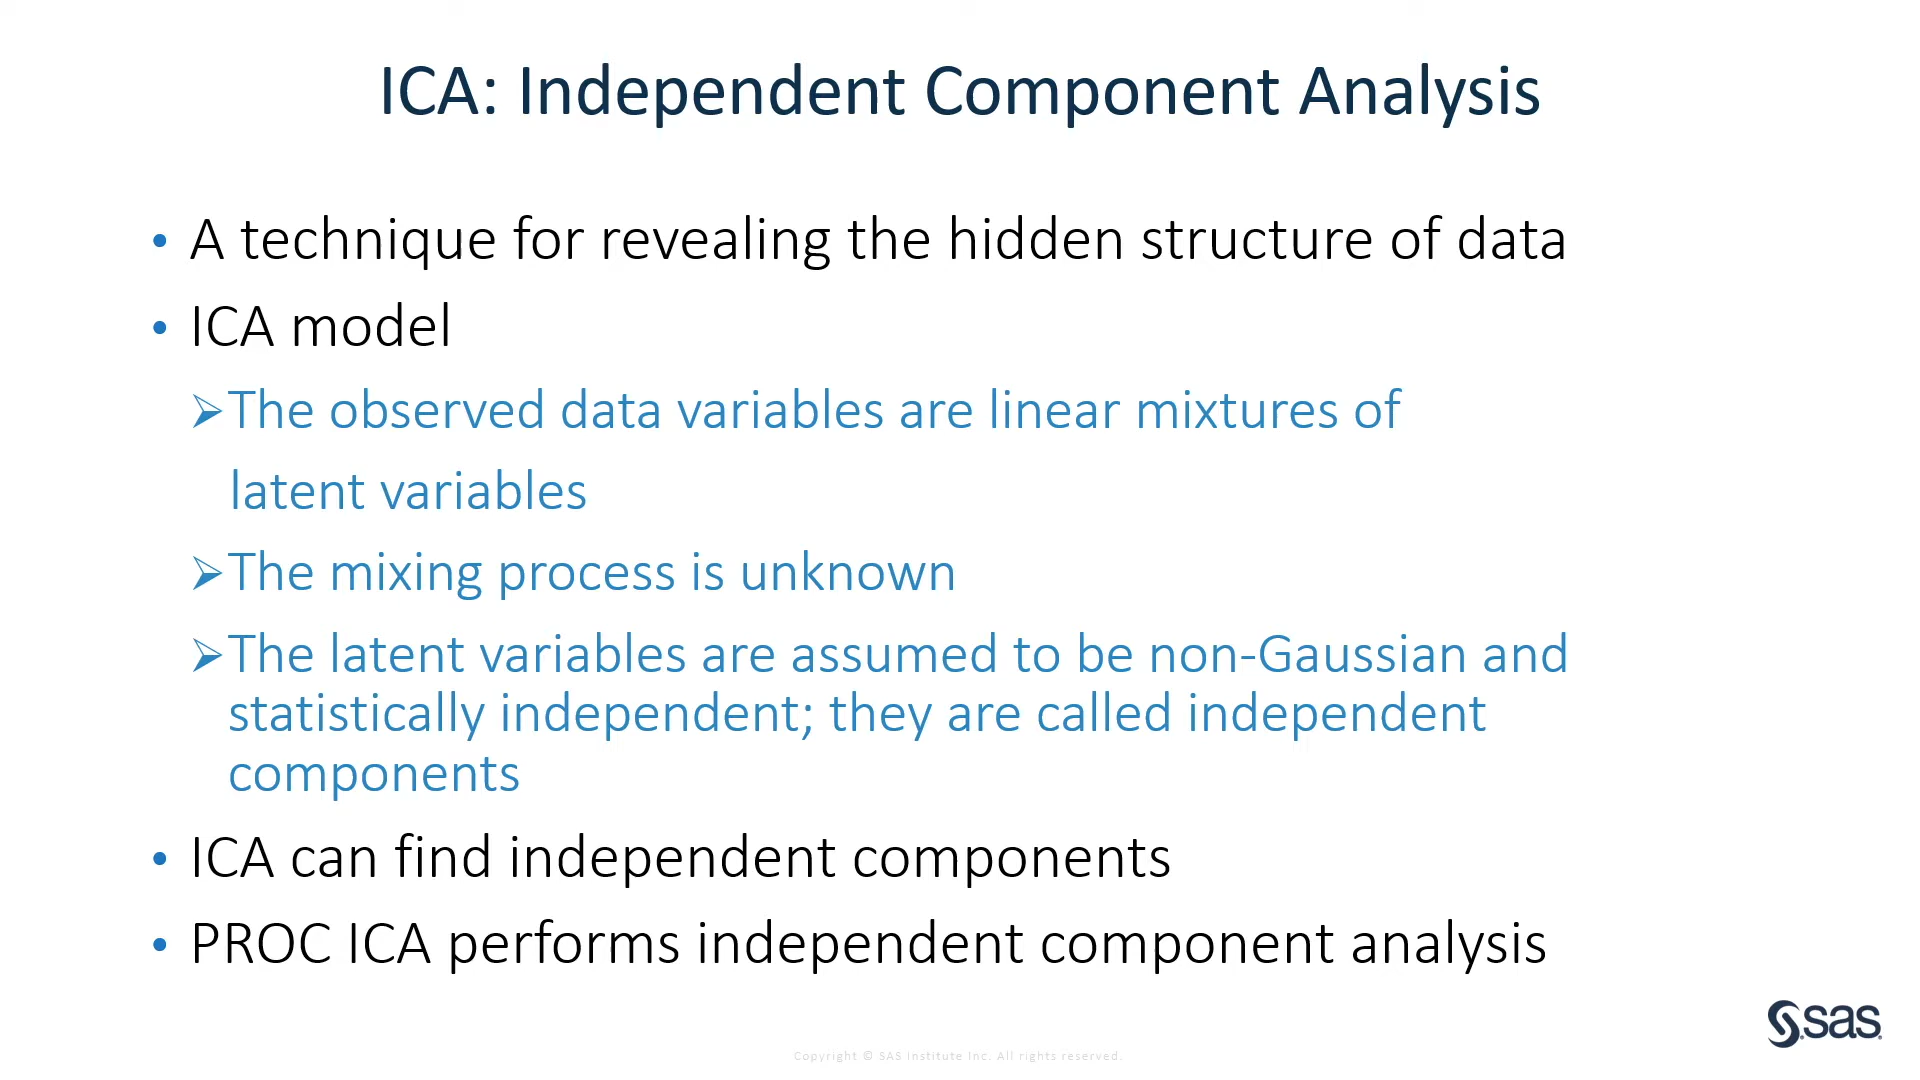 ICA: Independent Component Analysis
• A technique for revealing the hidden structure of data
• ICA model
➢The observed data variables are linear mixtures of
latent variables
➢The mixing process is unknown
➢The latent variables are assumed to be non-Gaussian and
statistically independent; they are called independent
components
• ICA can find independent components
• PROC ICA performs independent component analysis
sas
Copyright © SAS Institute Inc. All rights reserved.